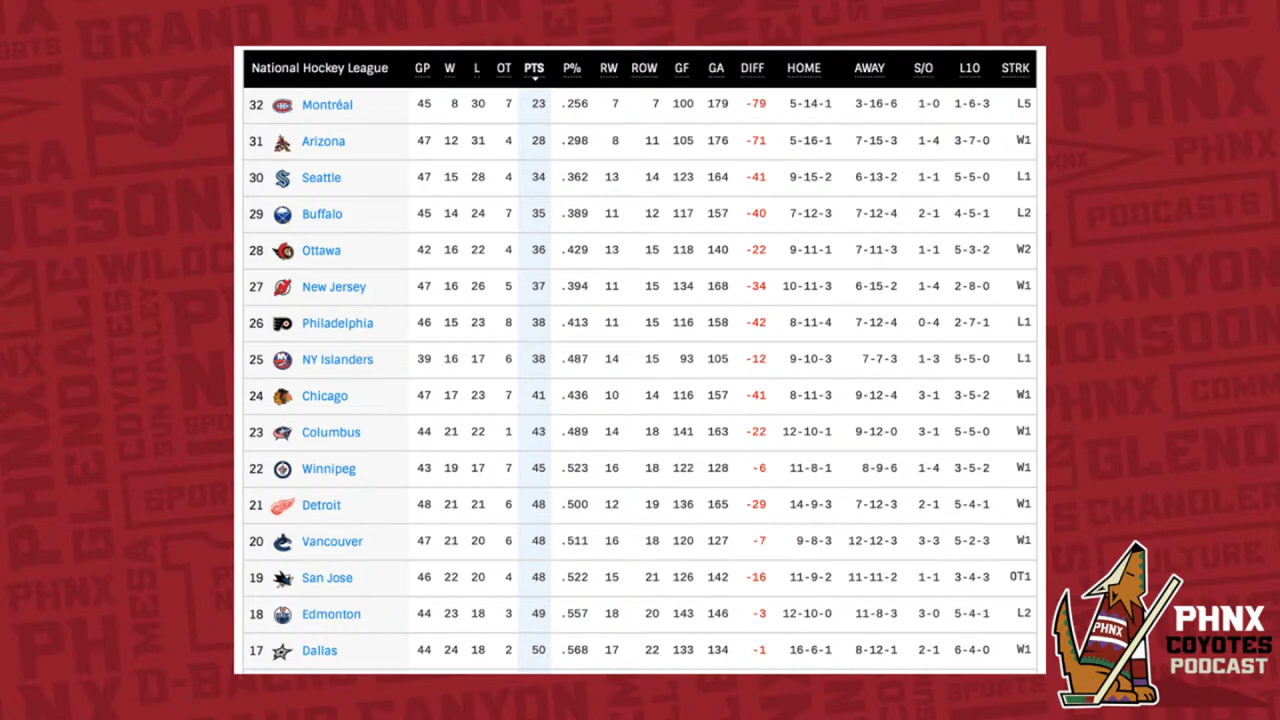 National Hockey League GP W L OT PTS P% RW ROW GF GA DIFF HOME AWAY S/O L10 STRK
32 Montréal 45 8 30 7 23 .256 7 7 100 179 -79 5-14-1 3-16-6 1-0 1-6-3 L5
31 Arizona 47 12 31 4 28 .298 8 11 105 176 -71 5-16-1 7-15-3 1-4 3-7-0 W1
30 Seattle 47 15 28 4 34 .362 13 14 123 164 -41 9-15-2 6-13-2 1-1 5-5-0 L1
29 Buffalo 45 14 24 7 35 .389 11 12 117 157 -40 7-12-3 7-12-4 2-1 4-5-1 L2
28 Ottawa 42 16 22 4 36 .429 13 15 118 140 -22 9-11-1 7-11-3 1-1 5-3-2 W2
27 New Jersey 47 16 26 5 37 .394 11 15 134 168 -34 10-11-3 6-15-2 1-4 2-8-0 W1
26 Philadelphia 46 15 23 8 38 .413 11 15 116 158 -42 8-11-4 7-12-4 0-4 2-7-1 L1
25 NY Islanders 39 16 17 6 38 .487 14 15 93 105 -12 9-10-3 7-7-3 1-3 5-5-0 L1
24 Chicago 47 17 23 7 41 .436 10 14 116 157 -41 8-11-3 9-12-4 3-1 3-5-2 W1
23 Columbus 44 21 22 1 43 .489 14 18 141 163 -22 12-10-1 9-12-0 3-1 5-5-0 W1
22 Winnipeg 43 19 17 7 45 .523 16 18 122 128 -6 11-8-1 8-9-6 1-4 3-5-2 W1
21 Detroit 48 21 21 6 48 .500 12 19 136 165 -29 14-9-3 7-12-3 2-1 5-4-1 W1
20 Vancouver 47 21 20 6 48 .511 16 18 120 127 -7 9-8-3 12-12-3 3-3 5-2-3 W1
19 San Jose 46 22 20 4 48 .522 15 21 126 142 -16 11-9-2 11-11-2 1-1 3-4-3 OT1
18 Edmonton 44 23 18 3 49 .557 18 20 143 146 -3 12-10-0 11-8-3 3-0 5-4-1 L2
17 Dallas 44 24 18 2 50 .568 17 22 133 134 -1 16-6-1 8-12-1 2-1 6-4-0 W1
PHNX
PHNX
COYOTES
PODCAST